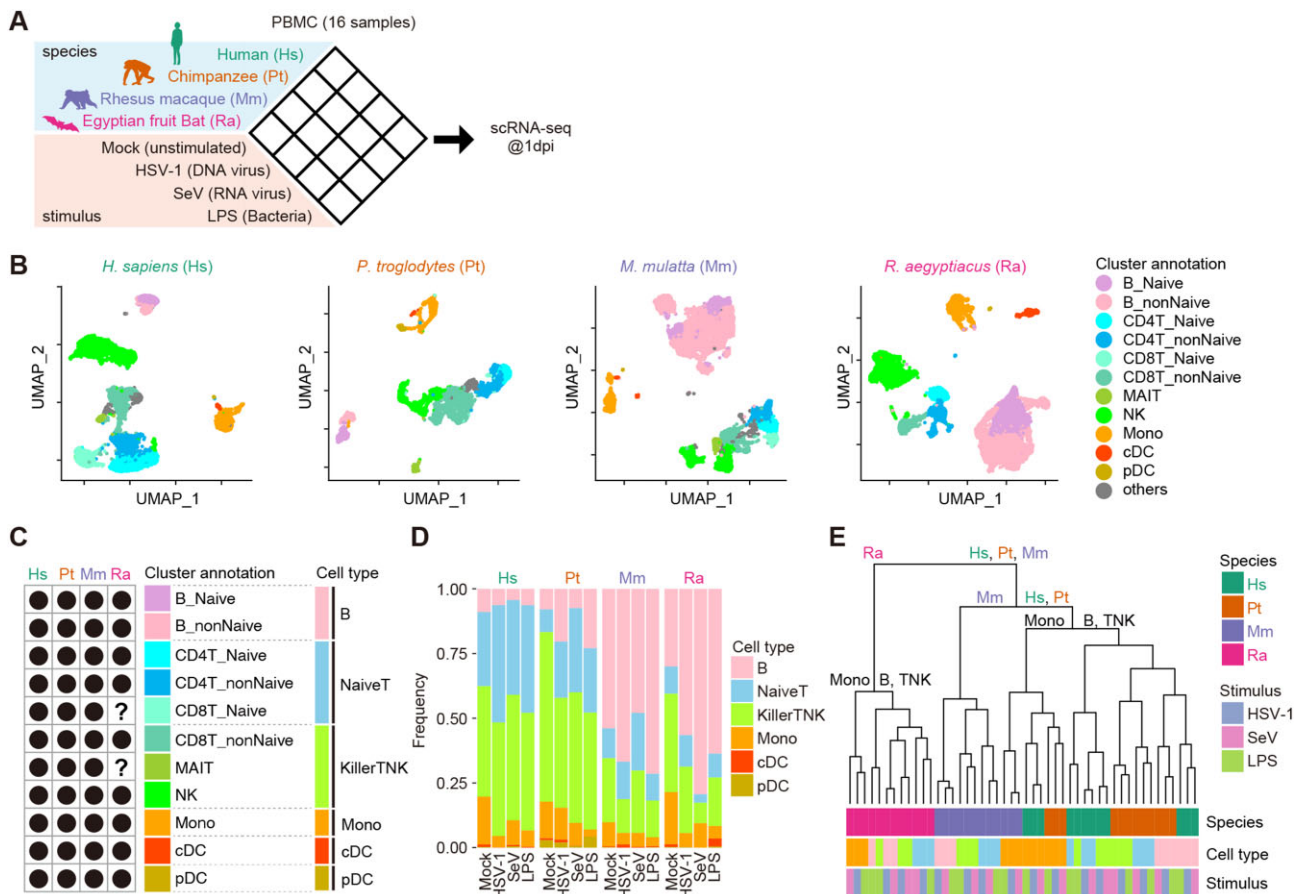 A
PBMC (16 samples)
species
Human (Hs)
Chimpanzee (Pt)
Rhesus macaque (Mm)
Egyptian fruit Bat (Ra)
Mock (unstimulated)
HSV-1 (DNA virus)
SeV (RNA virus)
stimulus
LPS (Bacteria)
scRNA-seq
@1dpi
B
H. sapiens (Hs)
P. troglodytes (Pt)
M. mulatta (Mm)
R. aegyptiacus (Ra)
UMAP_2
UMAP_1
UMAP_2
UMAP_1
UMAP_2
UMAP_1
UMAP_2
UMAP_1
Cluster annotation
B_Naive
B_nonNaive
CD4T_Naive
CD4T_nonNaive
CD8T_Naive
CD8T_nonNaive
MAIT
NK
Mono
cDC
pDC
others
C
Hs Pt Mm Ra
Cluster annotation
Cell type
B_Naive
B_nonNaive
CD4T_Naive
CD4T_nonNaive
? CD8T_Naive
CD8T_nonNaive
? MAIT
NK
Mono
cDC
pDC
B
NaiveT
KillerTNK
Mono
cDC
pDC
D
Hs Pt Mm Ra
Frequency
1.00
0.75
0.50
0.25
0.00
Mock
HSV-1
SeV
LPS
Mock
HSV-1
SeV
LPS
Mock
HSV-1
SeV
LPS
Mock
HSV-1
SeV
LPS
Cell type
B
NaiveT
KillerTNK
Mono
cDC
pDC
E
Ra
Hs, Pt, Mm
Mm
Hs, Pt
Mono
B, TNK
Mono
B, TNK
Species
Cell type
Stimulus
Species
Hs
Pt
Mm
Ra
Stimulus
HSV-1
SeV
LPS